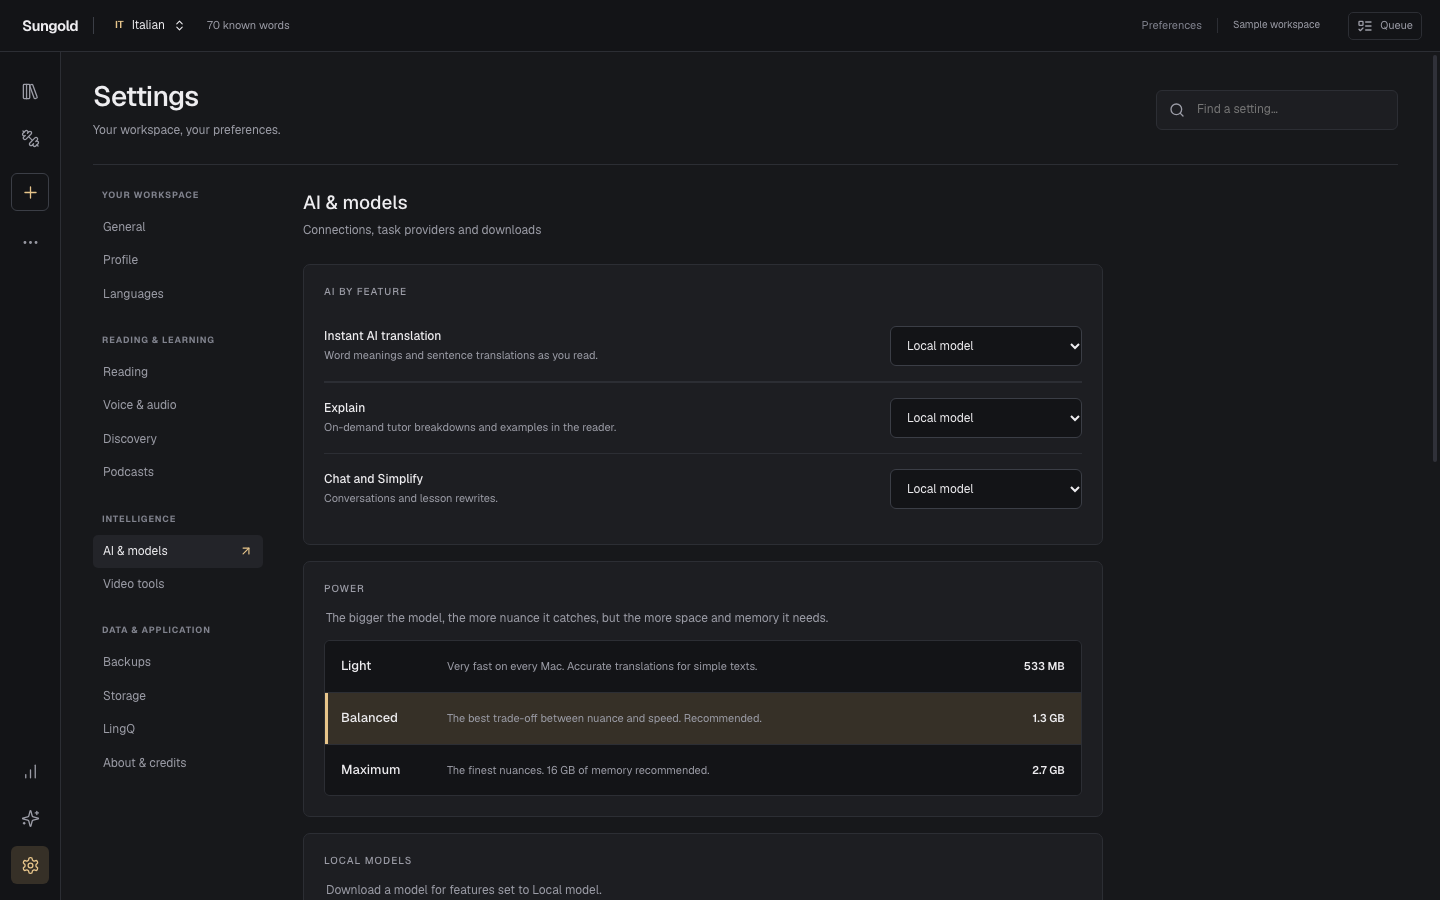 Sungold
IT Italian
70 known words
Preferences
Sample workspace
Queue
Settings
Your workspace, your preferences.
Find a setting...
YOUR WORKSPACE
General
Profile
Languages
READING & LEARNING
Reading
Voice & audio
Discovery
Podcasts
INTELLIGENCE
AI & models
Video tools
DATA & APPLICATION
Backups
Storage
LingQ
About & credits
AI & models
Connections, task providers and downloads
AI BY FEATURE
Instant AI translation
Word meanings and sentence translations as you read.
Local model
Explain
On-demand tutor breakdowns and examples in the reader.
Local model
Chat and Simplify
Conversations and lesson rewrites.
Local model
POWER
The bigger the model, the more nuance it catches, but the more space and memory it needs.
Light
Very fast on every Mac. Accurate translations for simple texts.
533 MB
Balanced
The best trade-off between nuance and speed. Recommended.
1.3 GB
Maximum
The finest nuances. 16 GB of memory recommended.
2.7 GB
LOCAL MODELS
Download a model for features set to Local model.